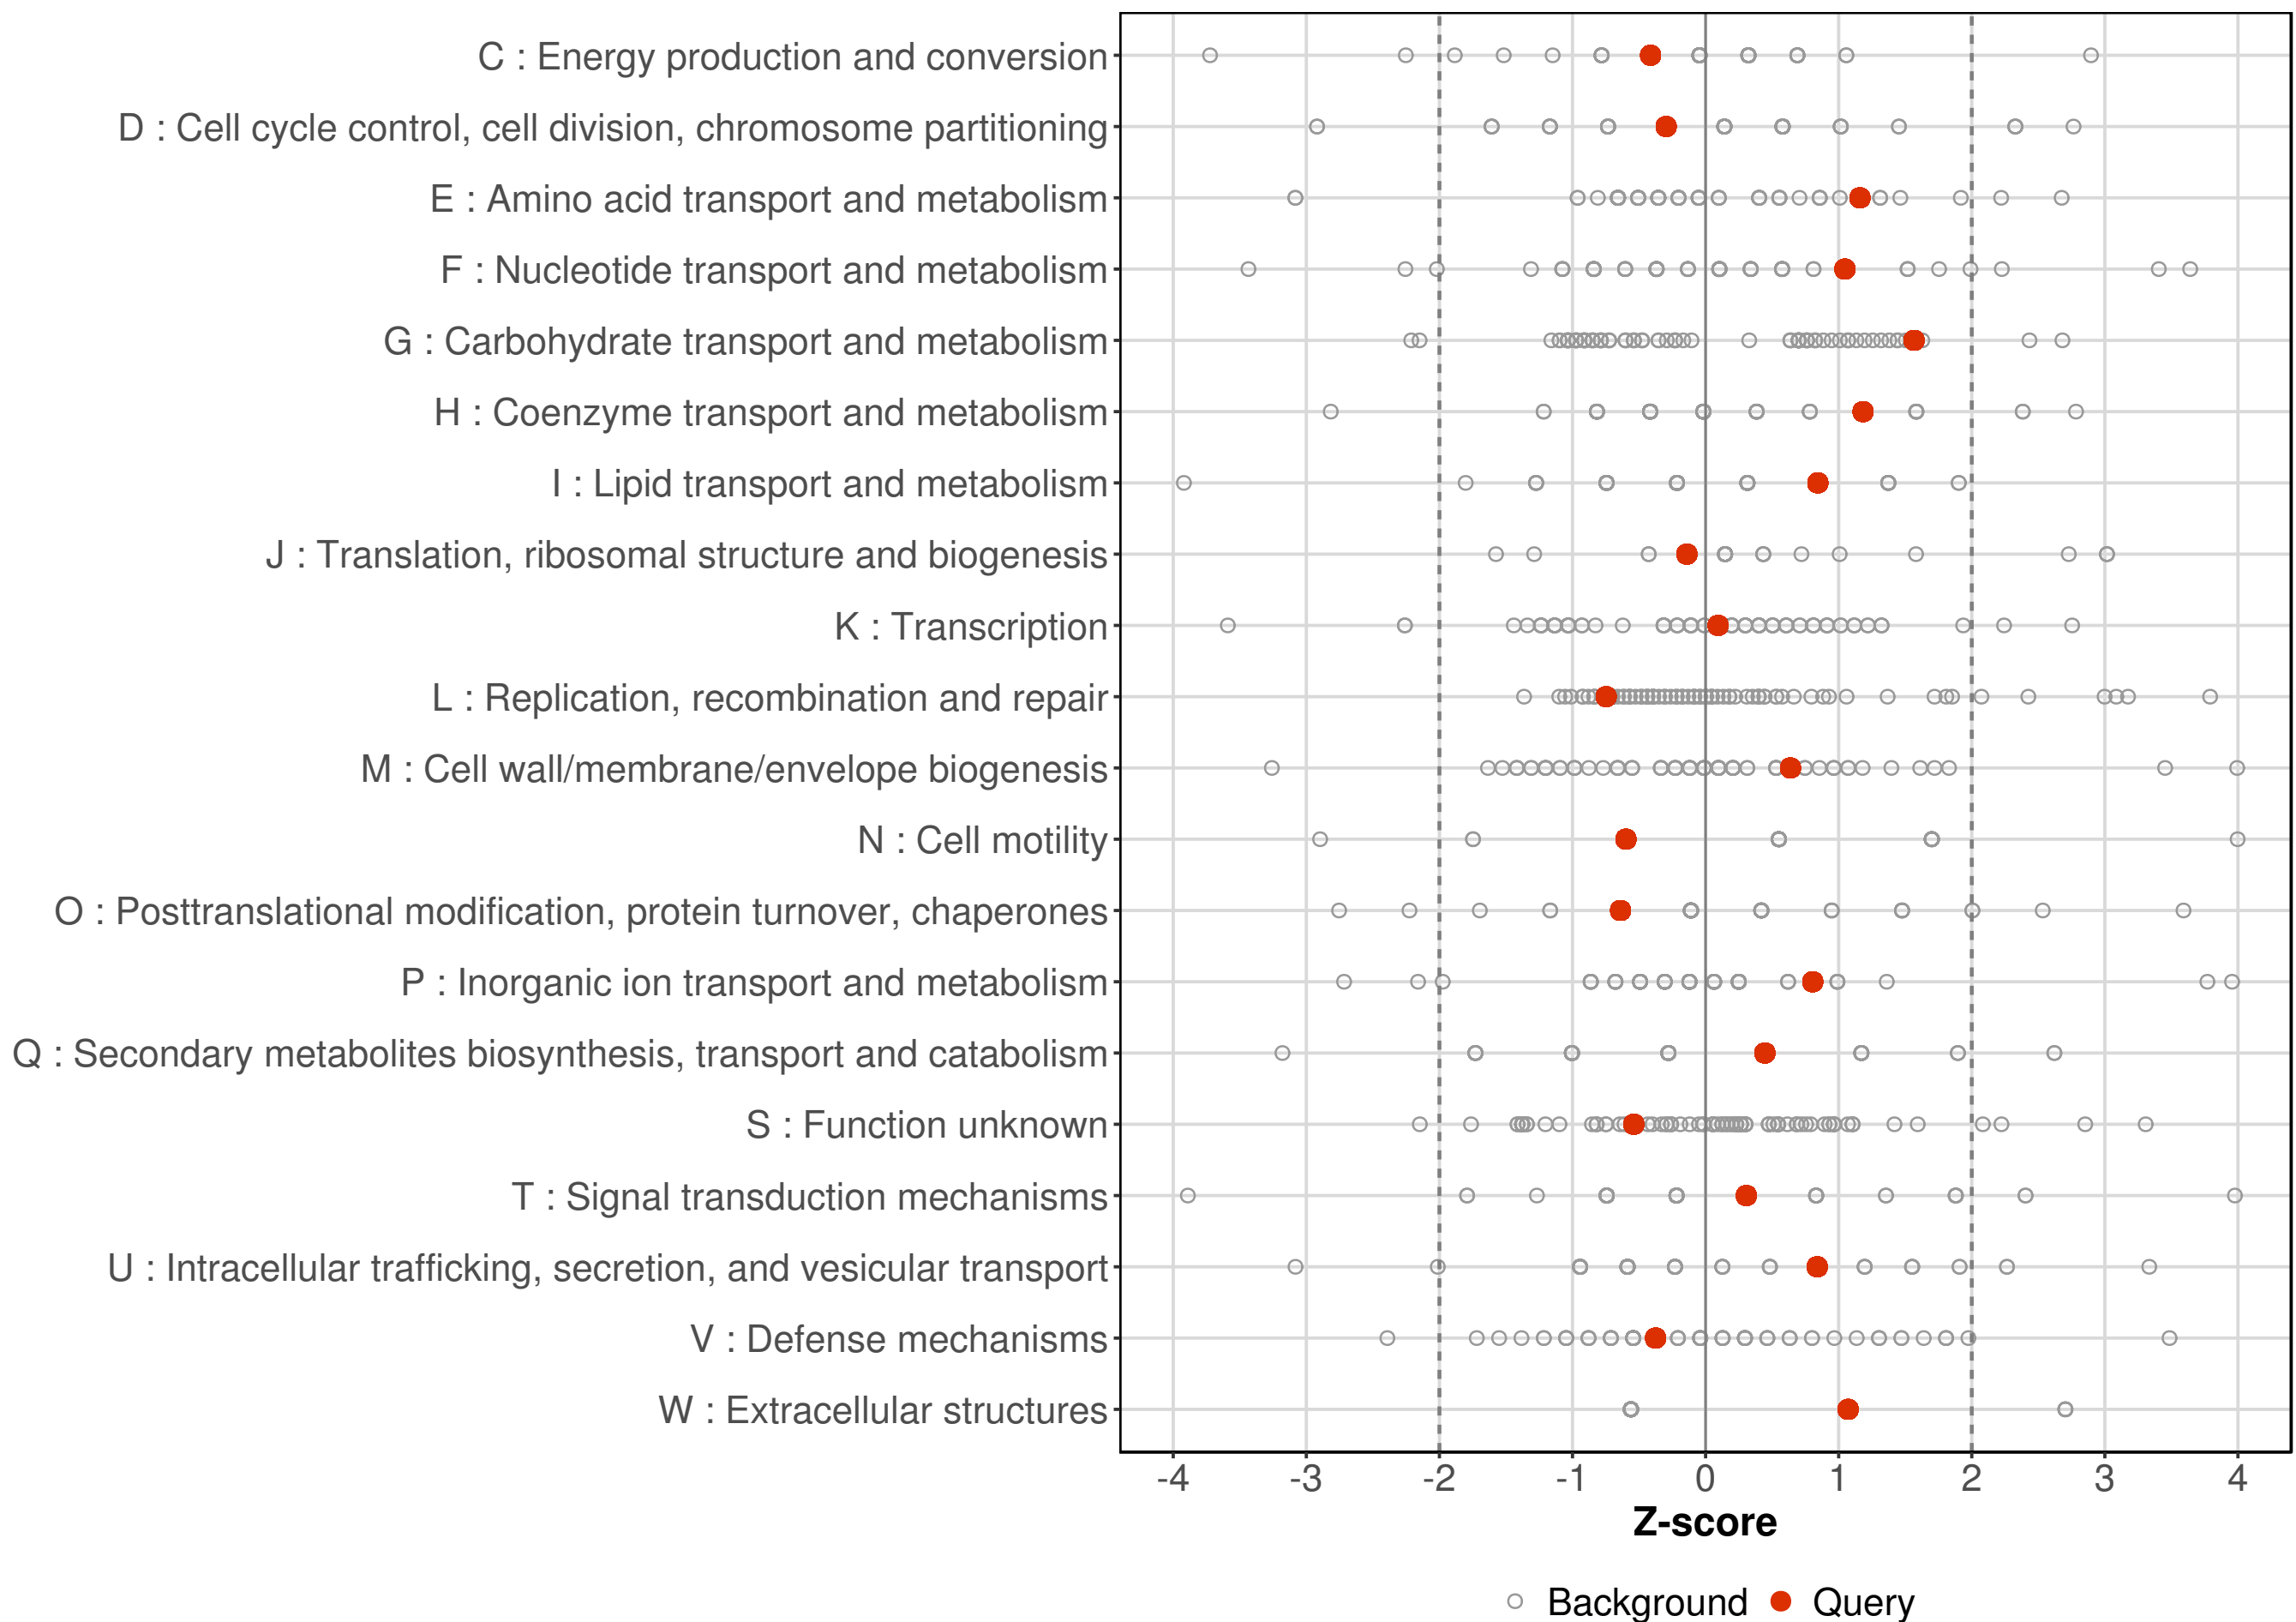 C : Energy production and conversion
D : Cell cycle control, cell division, chromosome partitioning
E : Amino acid transport and metabolism
F : Nucleotide transport and metabolism
G : Carbohydrate transport and metabolism
H : Coenzyme transport and metabolism
I : Lipid transport and metabolism
J : Translation, ribosomal structure and biogenesis
K : Transcription
L : Replication, recombination and repair
M : Cell wall/membrane/envelope biogenesis
N : Cell motility
O : Posttranslational modification, protein turnover, chaperones
P : Inorganic ion transport and metabolism
Q : Secondary metabolites biosynthesis, transport and catabolism
S : Function unknown
T : Signal transduction mechanisms
U : Intracellular trafficking, secretion, and vesicular transport
V : Defense mechanisms
W : Extracellular structures
-4 -3 -2 -1 0 1 2 3 4
Z-score
Background Query